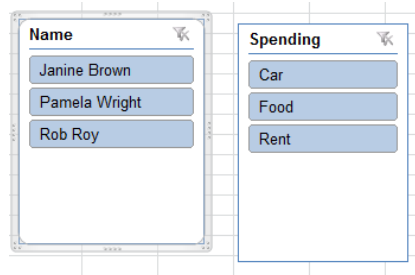 Name
Janine Brown
Pamela Wright
Rob Roy
Spending
Car
Food
Rent